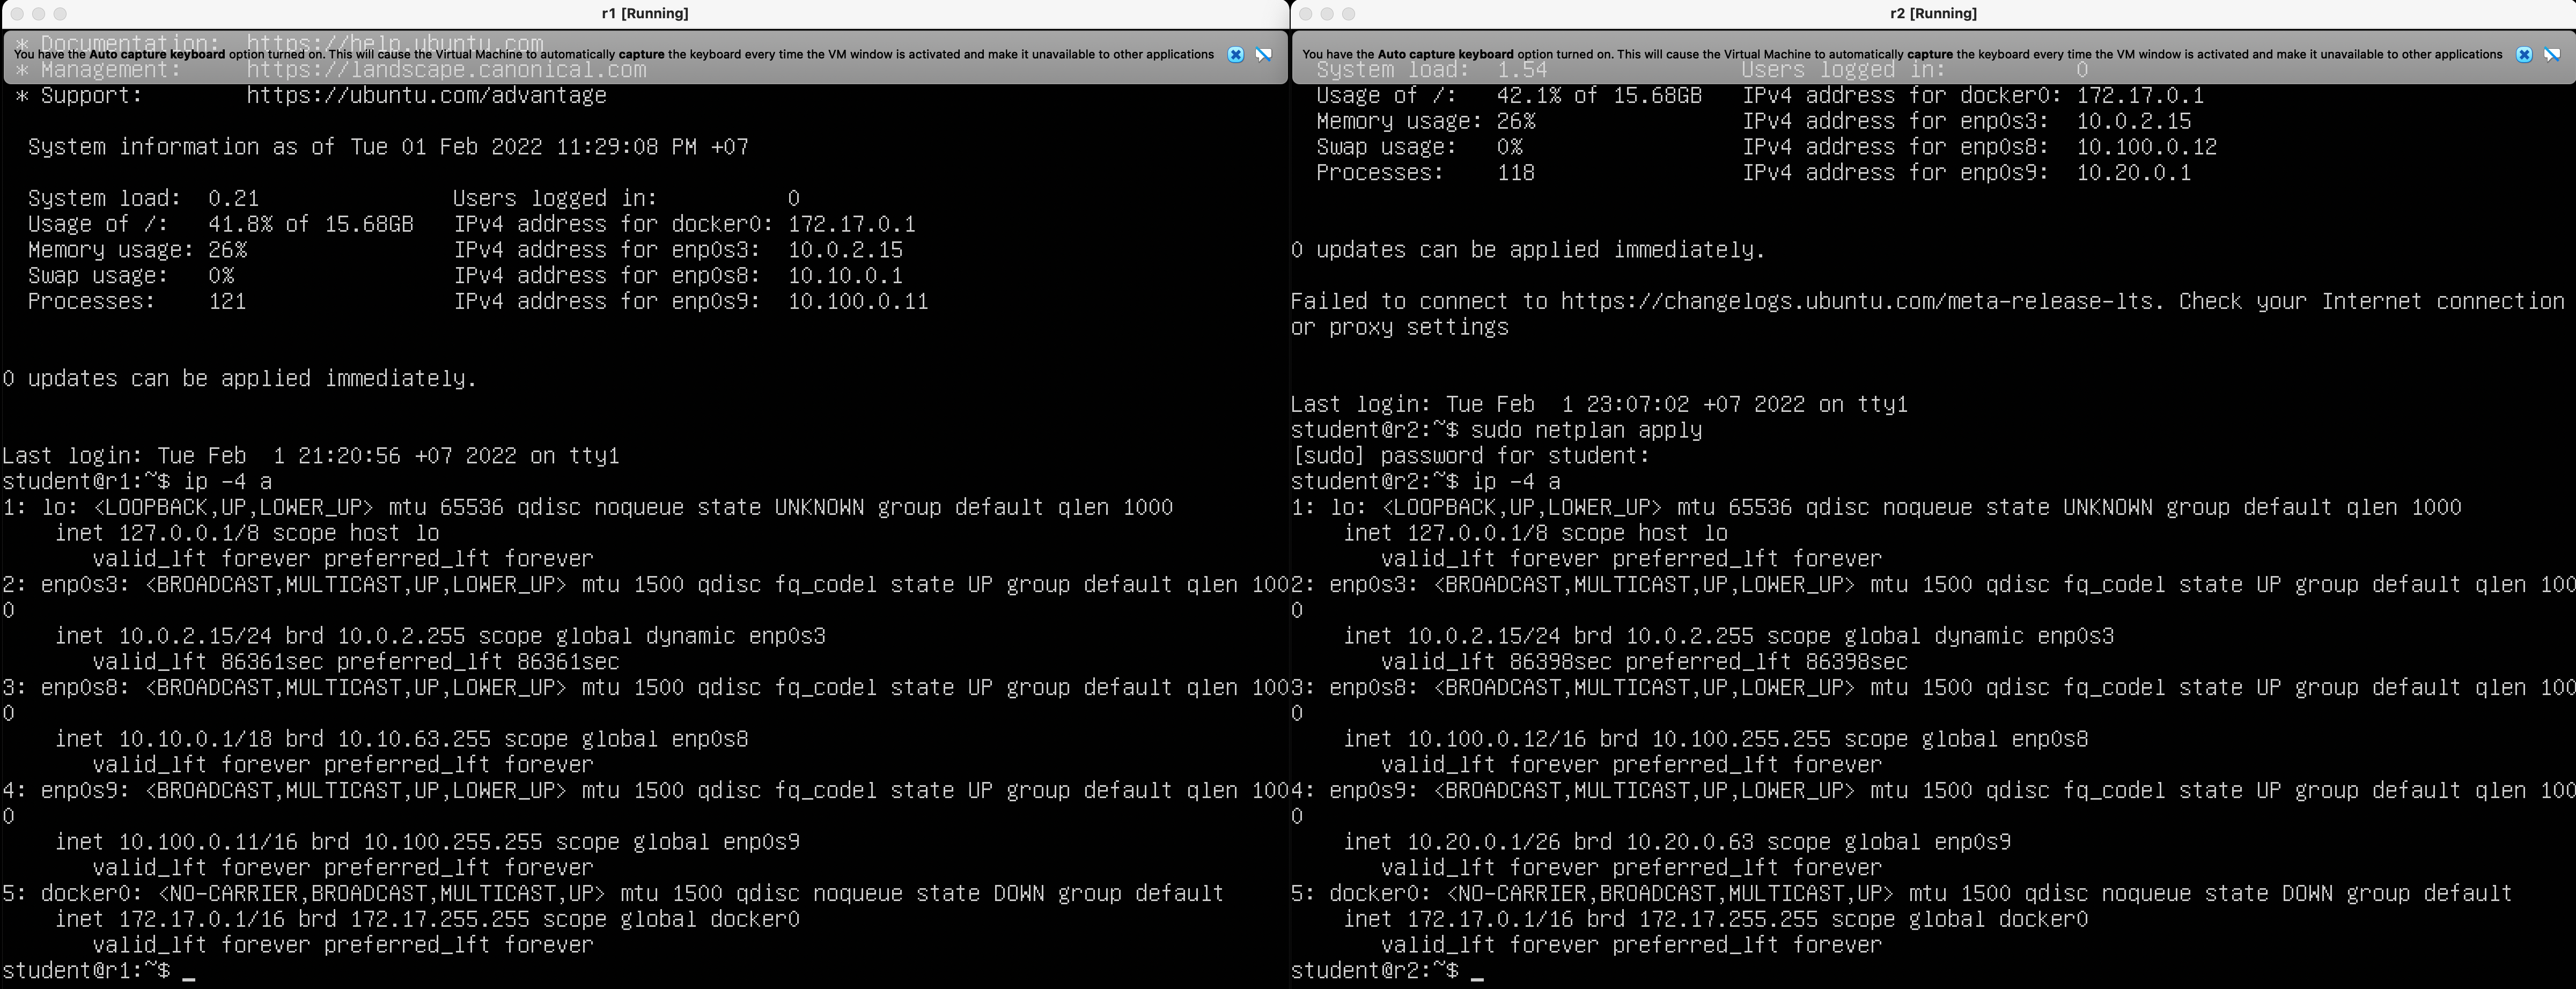 r1 [Running]
* Documentation:  https://help.ubuntu.com
You have the Auto capture keyboard option turned on. This will cause the Virtual Machine to automatically capture the keyboard every time the VM window is activated and make it unavailable to other applications
* Management:     https://landscape.canonical.com
* Support:        https://ubuntu.com/advantage
System information as of Tue 01 Feb 2022 11:29:08 PM +07
System load:  0.21               Users logged in:          0
Usage of /:   41.8% of 15.68GB   IPv4 address for docker0: 172.17.0.1
Memory usage: 26%                IPv4 address for enp0s3:  10.0.2.15
Swap usage:   0%                 IPv4 address for enp0s8:  10.10.0.1
Processes:    121                IPv4 address for enp0s9:  10.100.0.11
0 updates can be applied immediately.
Last login: Tue Feb  1 21:20:56 +07 2022 on tty1
student@r1:~$ ip -4 a
1: lo: <LOOPBACK,UP,LOWER_UP> mtu 65536 qdisc noqueue state UNKNOWN group default qlen 1000
inet 127.0.0.1/8 scope host lo
valid_lft forever preferred_lft forever
2: enp0s3: <BROADCAST,MULTICAST,UP,LOWER_UP> mtu 1500 qdisc fq_codel state UP group default qlen 100
0
inet 10.0.2.15/24 brd 10.0.2.255 scope global dynamic enp0s3
valid_lft 86361sec preferred_lft 86361sec
3: enp0s8: <BROADCAST,MULTICAST,UP,LOWER_UP> mtu 1500 qdisc fq_codel state UP group default qlen 100
0
inet 10.10.0.1/18 brd 10.10.63.255 scope global enp0s8
valid_lft forever preferred_lft forever
4: enp0s9: <BROADCAST,MULTICAST,UP,LOWER_UP> mtu 1500 qdisc fq_codel state UP group default qlen 100
0
inet 10.100.0.11/16 brd 10.100.255.255 scope global enp0s9
valid_lft forever preferred_lft forever
5: docker0: <NO-CARRIER,BROADCAST,MULTICAST,UP> mtu 1500 qdisc noqueue state DOWN group default
inet 172.17.0.1/16 brd 172.17.255.255 scope global docker0
valid_lft forever preferred_lft forever
student@r1:~$ _
r2 [Running]
You have the Auto capture keyboard option turned on. This will cause the Virtual Machine to automatically capture the keyboard every time the VM window is activated and make it unavailable to other applications
System load:  1.54               Users logged in:          0
Usage of /:   42.1% of 15.68GB   IPv4 address for docker0: 172.17.0.1
Memory usage: 26%                IPv4 address for enp0s3:  10.0.2.15
Swap usage:   0%                 IPv4 address for enp0s8:  10.100.0.12
Processes:    118                IPv4 address for enp0s9:  10.20.0.1
0 updates can be applied immediately.
Failed to connect to https://changelogs.ubuntu.com/meta-release-lts. Check your Internet connection
or proxy settings
Last login: Tue Feb  1 23:07:02 +07 2022 on tty1
student@r2:~$ sudo netplan apply
[sudo] password for student:
student@r2:~$ ip -4 a
1: lo: <LOOPBACK,UP,LOWER_UP> mtu 65536 qdisc noqueue state UNKNOWN group default qlen 1000
inet 127.0.0.1/8 scope host lo
valid_lft forever preferred_lft forever
2: enp0s3: <BROADCAST,MULTICAST,UP,LOWER_UP> mtu 1500 qdisc fq_codel state UP group default qlen 100
0
inet 10.0.2.15/24 brd 10.0.2.255 scope global dynamic enp0s3
valid_lft 86398sec preferred_lft 86398sec
3: enp0s8: <BROADCAST,MULTICAST,UP,LOWER_UP> mtu 1500 qdisc fq_codel state UP group default qlen 100
0
inet 10.100.0.12/16 brd 10.100.255.255 scope global enp0s8
valid_lft forever preferred_lft forever
4: enp0s9: <BROADCAST,MULTICAST,UP,LOWER_UP> mtu 1500 qdisc fq_codel state UP group default qlen 100
0
inet 10.20.0.1/26 brd 10.20.0.63 scope global enp0s9
valid_lft forever preferred_lft forever
5: docker0: <NO-CARRIER,BROADCAST,MULTICAST,UP> mtu 1500 qdisc noqueue state DOWN group default
inet 172.17.0.1/16 brd 172.17.255.255 scope global docker0
valid_lft forever preferred_lft forever
student@r2:~$ _